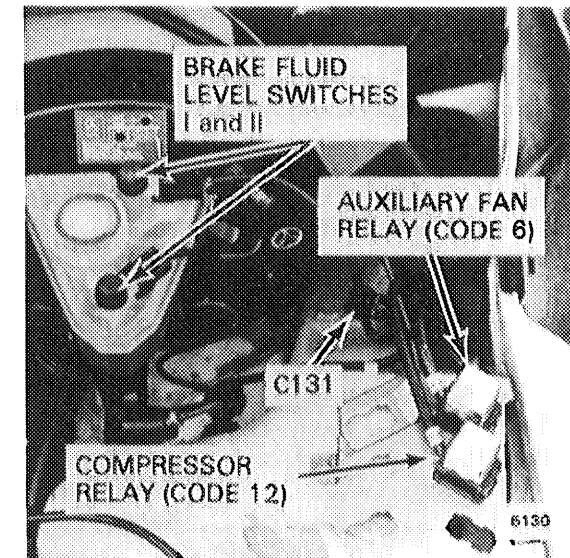 BRAKE FLUID
LEVEL SWITCHES
I and II
AUXILIARY FAN
RELAY (CODE 6)
C131
COMPRESSOR
RELAY (CODE 12)
6130